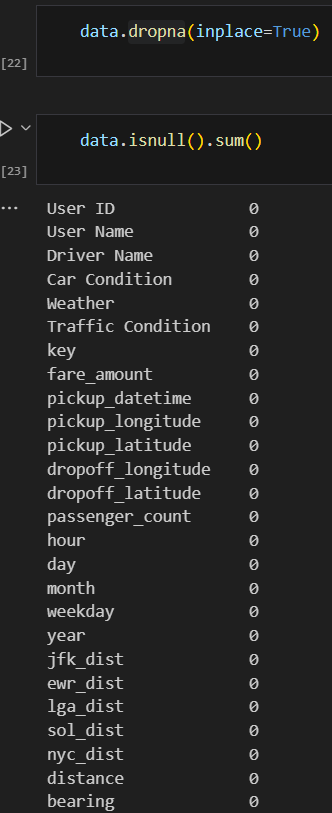 data.dropna(inplace=True)
[22]
data.isnull().sum()
[23]
... User ID 0
User Name 0
Driver Name 0
Car Condition 0
Weather 0
Traffic Condition 0
key 0
fare_amount 0
pickup_datetime 0
pickup_longitude 0
pickup_latitude 0
dropoff_longitude 0
dropoff_latitude 0
passenger_count 0
hour 0
day 0
month 0
weekday 0
year 0
jfk_dist 0
ewr_dist 0
lga_dist 0
sol_dist 0
nyc_dist 0
distance 0
bearing 0